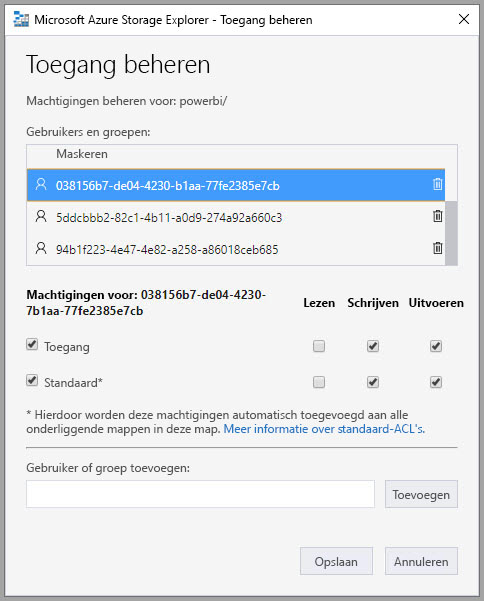 Microsoft Azure Storage Explorer - Toegang beheren
Toegang beheren
Machtigingen beheren voor: powerbi/
Gebruikers en groepen:
Maskeren
038156b7-de04-4230-b1aa-77fe2385e7cb
5ddcbbb2-82c1-4b11-a0d9-274a92a660c3
94b1f223-4e47-4e82-a258-a86018ceb685
Machtigingen voor: 038156b7-de04-4230-
7b1aa-77fe2385e7cb
Lezen Schrijven Uitvoeren
Toegang
Standaard*
* Hierdoor worden deze machtigingen automatisch toegevoegd aan alle
onderliggende mappen in deze map. Meer informatie over standaard-ACL's.
Gebruiker of groep toevoegen:
Toevoegen
Opslaan Annuleren